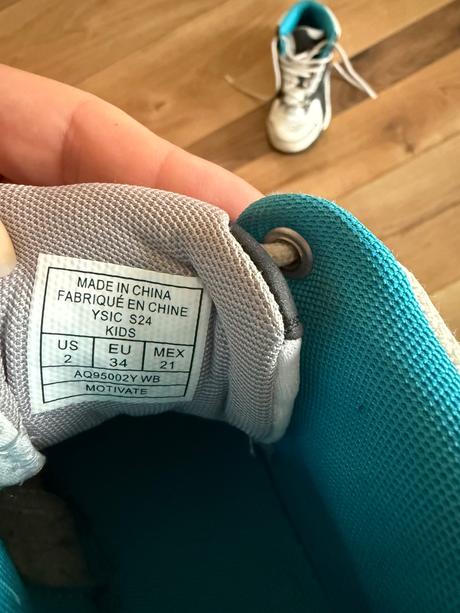 MADE IN CHINA
FABRIQUÉ EN CHINE
YSIC S24
KIDS
US EU MEX
2 34 21
AQ95002Y WB
MOTIVATE